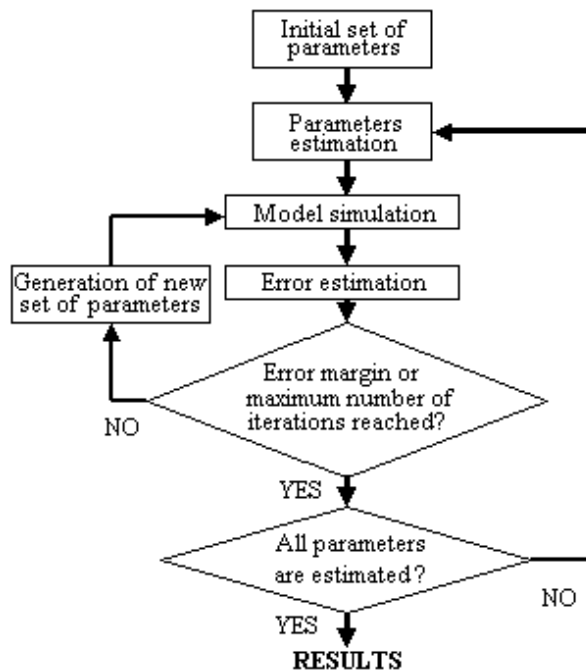 Initial set of
parameters
Parameters
estimation
Model simulation
Generation of new
set of parameters
Error estimation
Error margin or
maximum number of
iterations reached?
NO
YES
All parameters
are estimated?
NO
YES
RESULTS